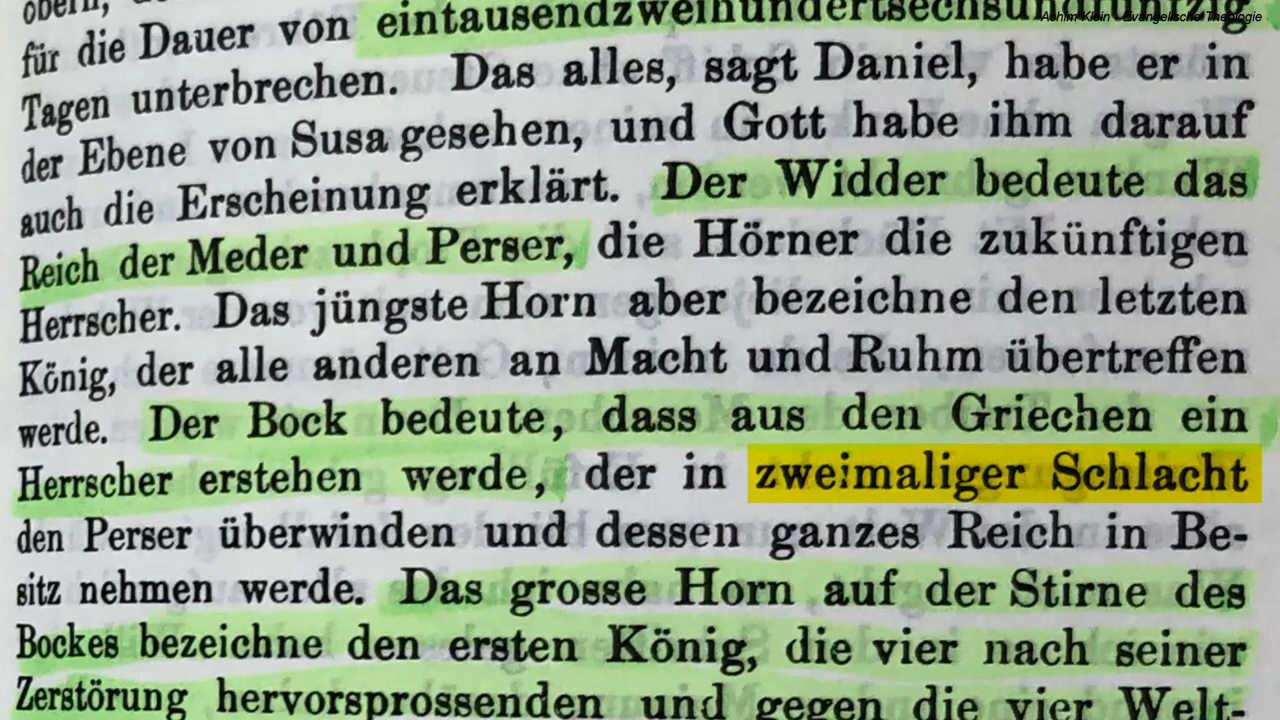 Achim Klein - Evangelische Theologie
für die Dauer von eintausendzweihundertsechsundfünfzig
Tagen unterbrechen. Das alles, sagt Daniel, habe er in
der Ebene von Susa gesehen, und Gott habe ihm darauf
auch die Erscheinung erklärt. Der Widder bedeute das
Reich der Meder und Perser, die Hörner die zukünftigen
Herrscher. Das jüngste Horn aber bezeichne den letzten
König, der alle anderen an Macht und Ruhm übertreffen
werde. Der Bock bedeute, dass aus den Griechen ein
Herrscher erstehen werde, der in zweimaliger Schlacht
den Perser überwinden und dessen ganzes Reich in Be-
sitz nehmen werde. Das grosse Horn auf der Stirne des
Bockes bezeichne den ersten König, die vier nach seiner
Zerstörung hervorsprossenden und gegen die vier Welt-